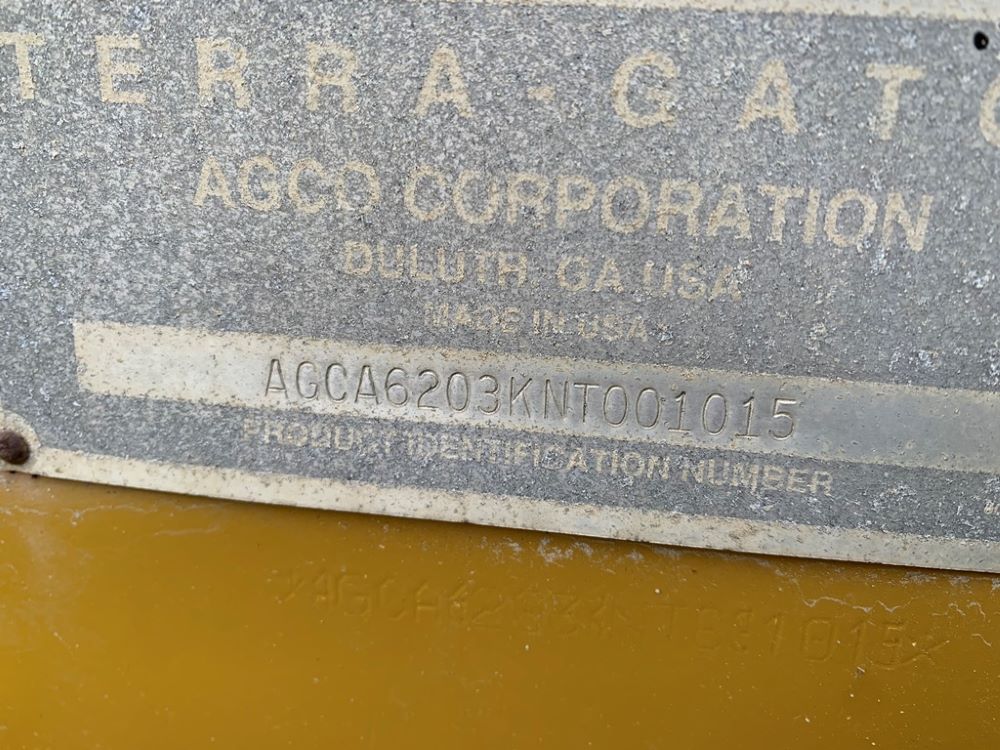 TERRA-GATO
AGCO CORPORATION
DULUTH, GA USA
MADE IN USA
AGCA6203KNT001015
PRODUCT IDENTIFICATION NUMBER